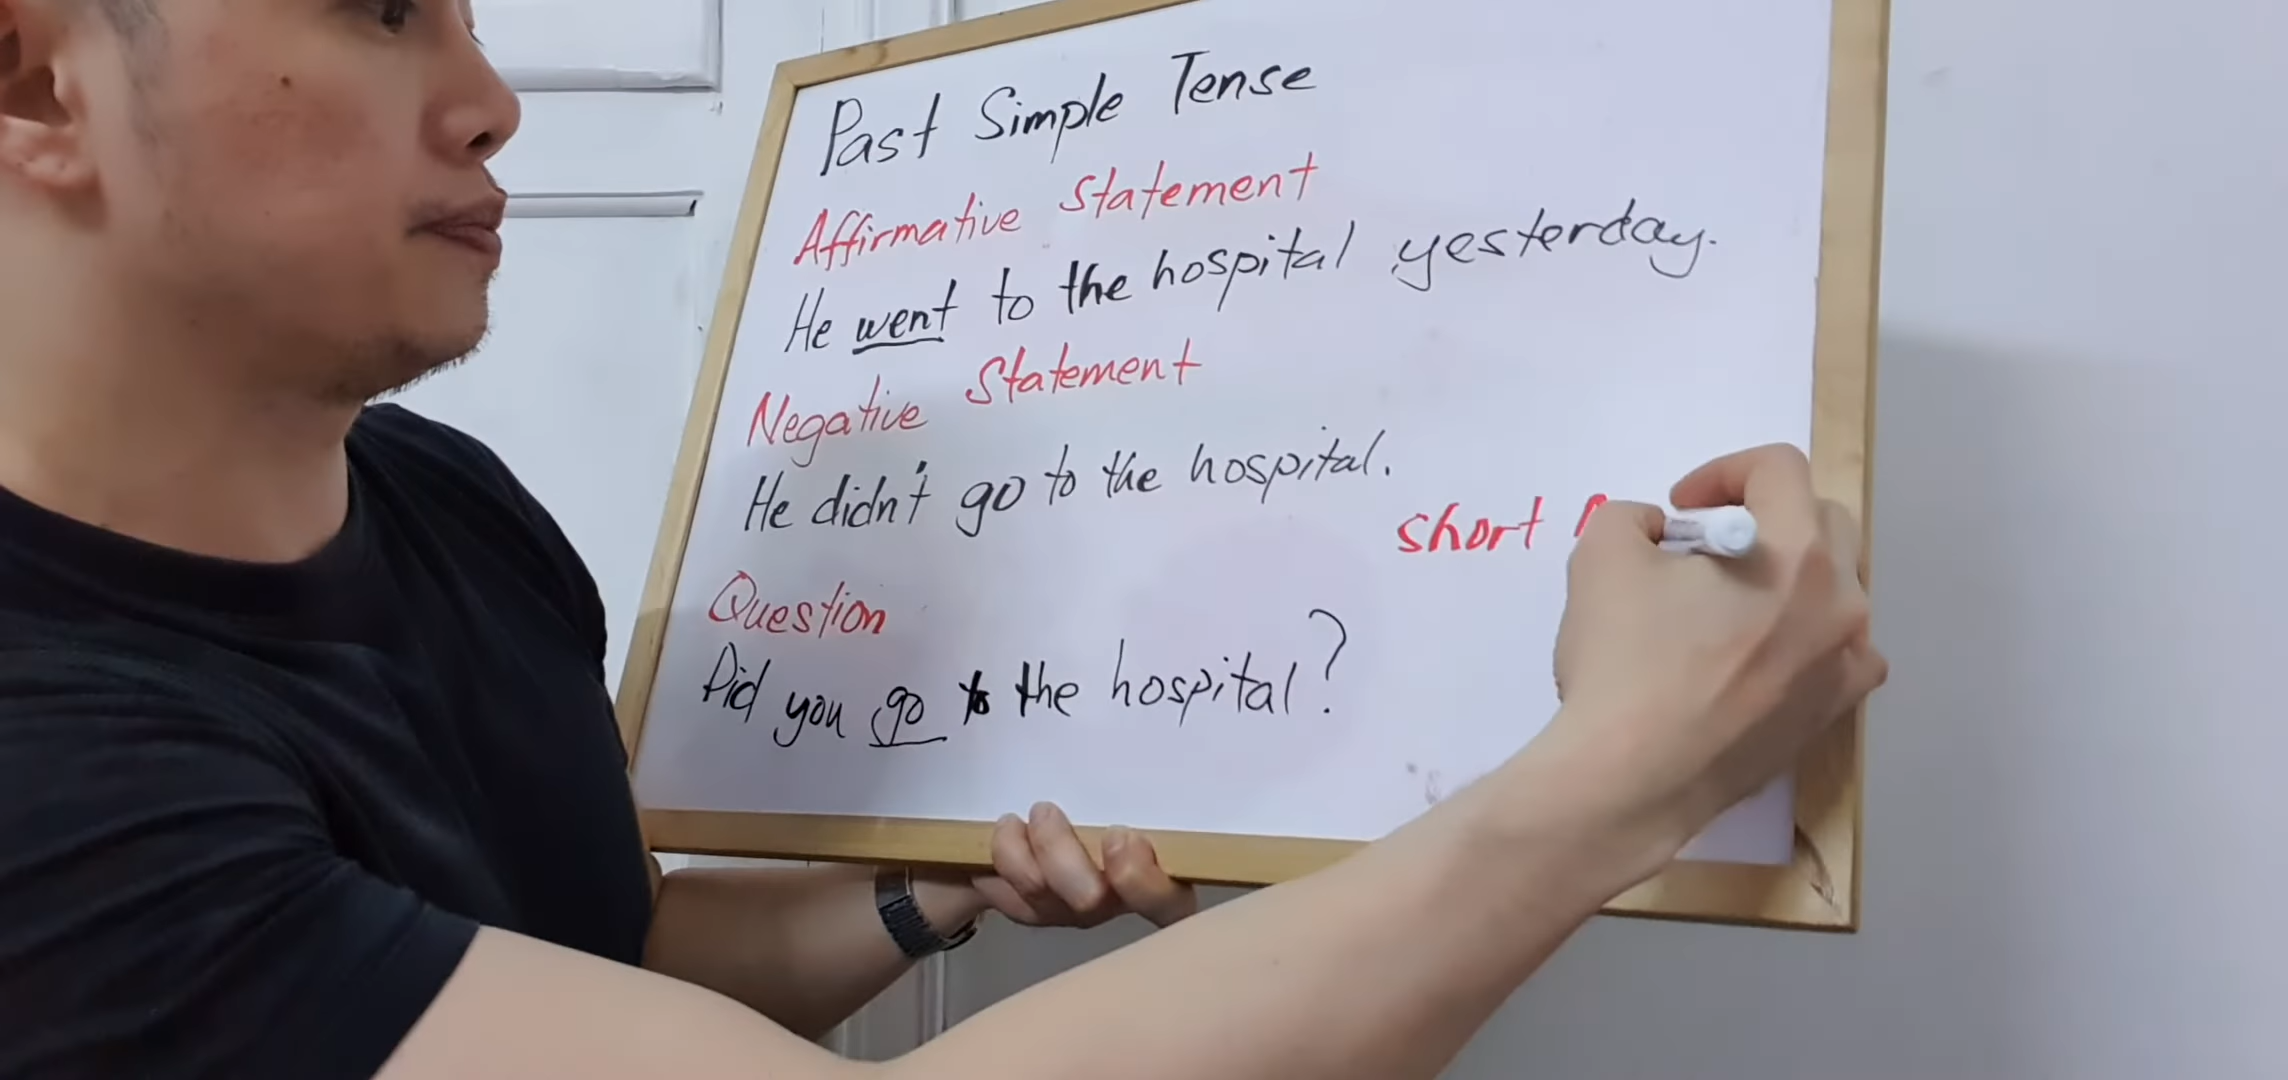 Past Simple Tense
Affirmative Statement
He went to the hospital yesterday.
Negative Statement
He didn't go to the hospital.
short
Question
Did you go to the hospital?